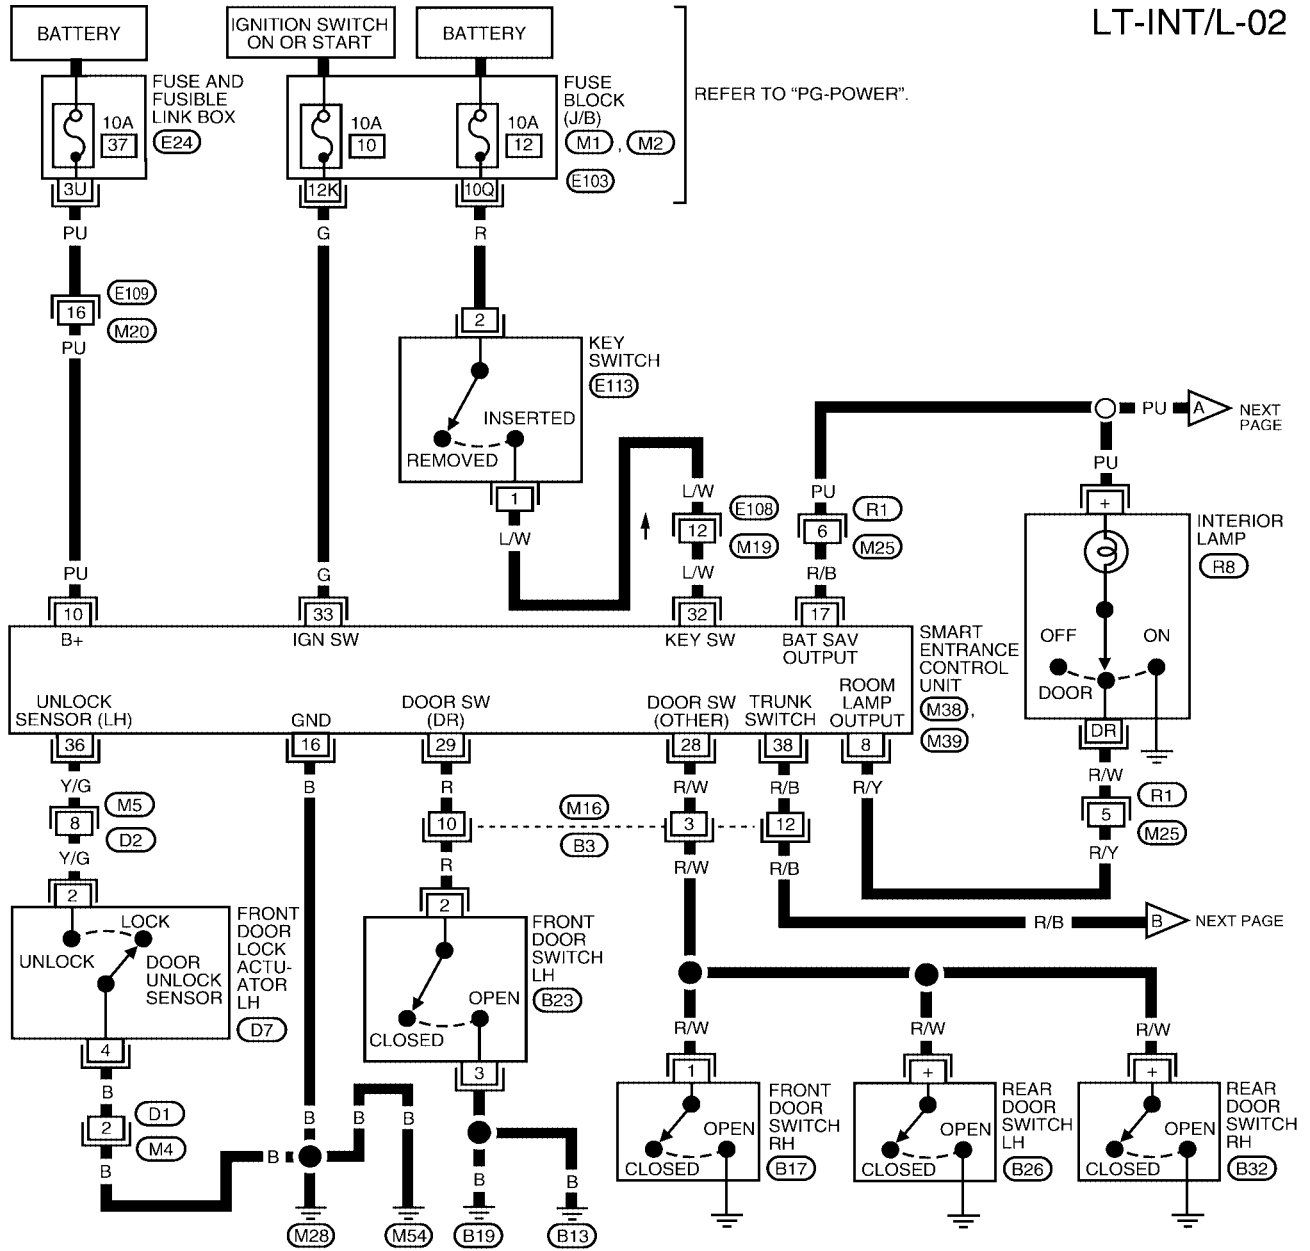 LT-INT/L-02
BATTERY
IGNITION SWITCH
ON OR START
BATTERY
FUSE AND
FUSIBLE
LINK BOX
E24
10A
37
10A
10
10A
12
FUSE
BLOCK
(J/B)
M1 , M2
E103
REFER TO "PG-POWER".
3U
12K
10Q
PU
G
R
16
E109
M20
PU
2
KEY
SWITCH
E113
INSERTED
REMOVED
1
L/W
L/W
12
E108
M19
L/W
PU
6
R1
M25
R/B
PU
A
NEXT
PAGE
PU
+
INTERIOR
LAMP
R8
OFF
ON
DOOR
DR
R/W
5
R1
M25
R/Y
PU
G
10
33
32
17
B+
IGN SW
KEY SW
BAT SAV
OUTPUT
SMART
ENTRANCE
CONTROL
UNIT
M38 ,
M39
UNLOCK
SENSOR (LH)
GND
DOOR SW
(DR)
DOOR SW
(OTHER)
TRUNK
SWITCH
ROOM
LAMP
OUTPUT
36
16
29
28
38
8
Y/G
B
R
R/W
R/B
R/Y
8
M5
D2
10
M16
B3
3
12
Y/G
R
R/W
R/B
R/B
B
NEXT PAGE
2
LOCK
UNLOCK
DOOR
UNLOCK
SENSOR
FRONT
DOOR
LOCK
ACTU-
ATOR
LH
D7
4
B
2
D1
M4
B
2
OPEN
CLOSED
FRONT
DOOR
SWITCH
LH
B23
3
B
B
B
B
B
B
M28
M54
B19
B13
R/W
R/W
R/W
1
+
+
OPEN
CLOSED
FRONT
DOOR
SWITCH
RH
B17
OPEN
CLOSED
REAR
DOOR
SWITCH
LH
B26
OPEN
CLOSED
REAR
DOOR
SWITCH
RH
B32